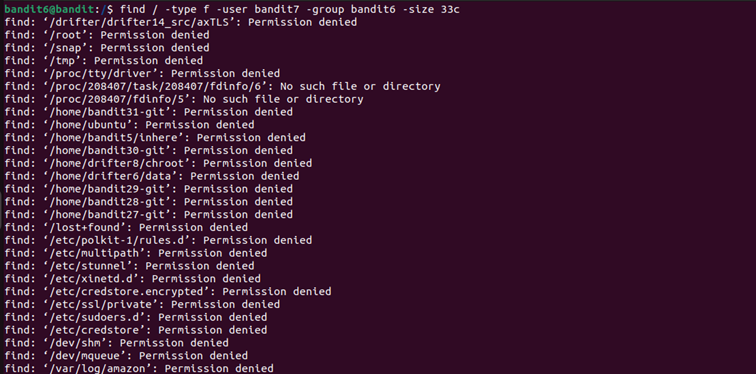 bandit6@bandit:/$ find / -type f -user bandit7 -group bandit6 -size 33c
find: ‘/drifter/drifter14_src/axTLS’: Permission denied
find: ‘/root’: Permission denied
find: ‘/snap’: Permission denied
find: ‘/tmp’: Permission denied
find: ‘/proc/tty/driver’: Permission denied
find: ‘/proc/208407/task/208407/fdinfo/6’: No such file or directory
find: ‘/proc/208407/fdinfo/5’: No such file or directory
find: ‘/home/bandit31-git’: Permission denied
find: ‘/home/ubuntu’: Permission denied
find: ‘/home/bandit5/inhere’: Permission denied
find: ‘/home/bandit30-git’: Permission denied
find: ‘/home/drifter8/chroot’: Permission denied
find: ‘/home/drifter6/data’: Permission denied
find: ‘/home/bandit29-git’: Permission denied
find: ‘/home/bandit28-git’: Permission denied
find: ‘/home/bandit27-git’: Permission denied
find: ‘/lost+found’: Permission denied
find: ‘/etc/polkit-1/rules.d’: Permission denied
find: ‘/etc/multipath’: Permission denied
find: ‘/etc/stunnel’: Permission denied
find: ‘/etc/xinetd.d’: Permission denied
find: ‘/etc/credstore.encrypted’: Permission denied
find: ‘/etc/ssl/private’: Permission denied
find: ‘/etc/sudoers.d’: Permission denied
find: ‘/etc/credstore’: Permission denied
find: ‘/dev/shm’: Permission denied
find: ‘/dev/mqueue’: Permission denied
find: ‘/var/log/amazon’: Permission denied